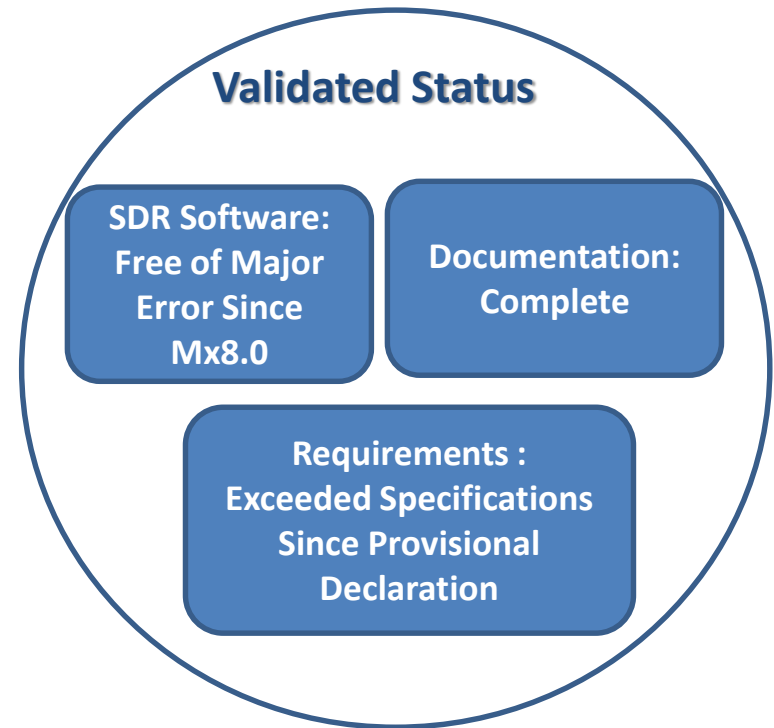 Validated Status
SDR Software:
Free of Major
Error Since
Mx8.0
Documentation:
Complete
Requirements :
Exceeded Specifications
Since Provisional
Declaration